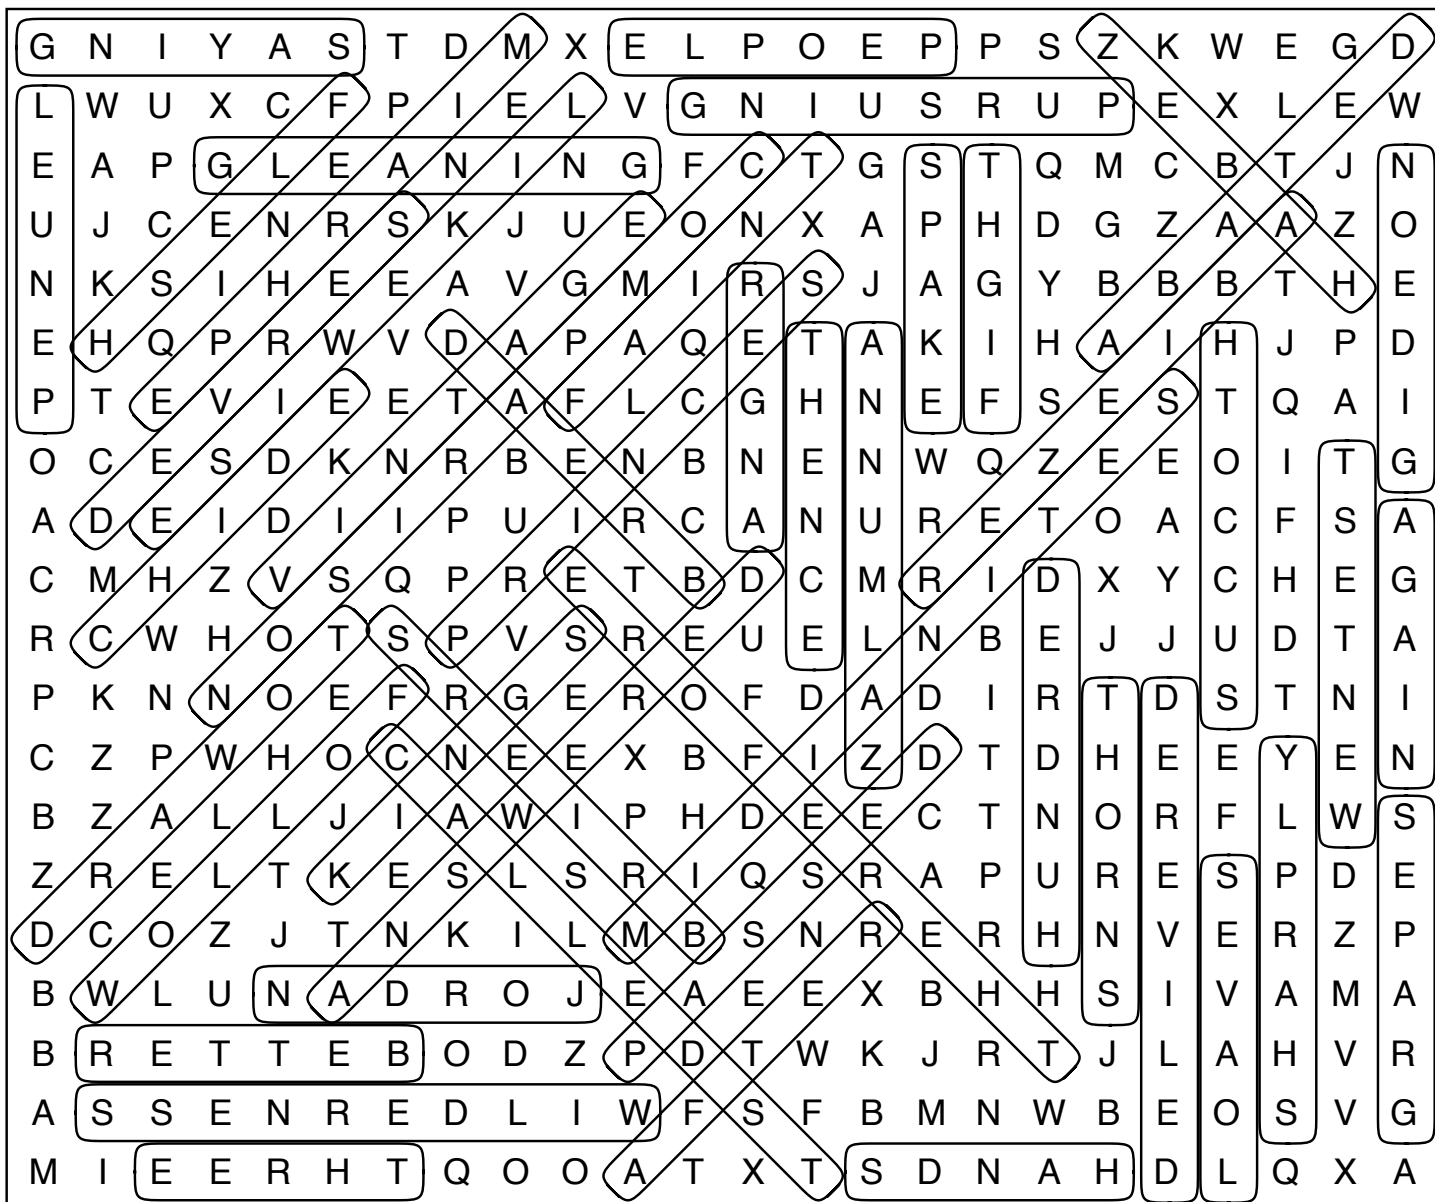 G N I Y A S T D M X E L P O E P P S Z K W E G D
L W U X C F P I E L V G N I U S R U P E X L E W
E A P G L E A N I N G F C T G S T Q M C B T J N
U J C E N R S K J U E O N X A P H D G Z A A Z O
N K S I H E E A V G M I R S J A G Y B B B T H E
E H Q P R W V D A P A Q E T A K I H A I H J P D
P T E V I E E T A F L C G H N E F S E S T Q A I
O C E S D K N R B E N B N E N W Q Z E E O I T G
A D E I D I I P U I R C A N U R E T O A C F S A
C M H Z V S Q P R E T B D C M R I D X Y C H E G
R C W H O T S P V S R E U E L N B E J J U D T A
P K N N O E F R G E R O F D A D I R T D S T N I
C Z P W H O C N E E X B F I Z D T D H E E Y E N
B Z A L L J I A W I P H D E E C T N O R F L W S
Z R E L T K E S L S R I Q S R A P U R E S P D E
D C O Z J T N K I L M B S N R E R H N V E R Z P
B W L U N A D R O J E A E E X B H H S I V A M A
B R E T T E B O D Z P D T W K J R T J L A H V R
A S S E N R E D L I W F S F B M N W B E O S V G
M I E E R H T Q O O A T X T S D N A H D L Q X A